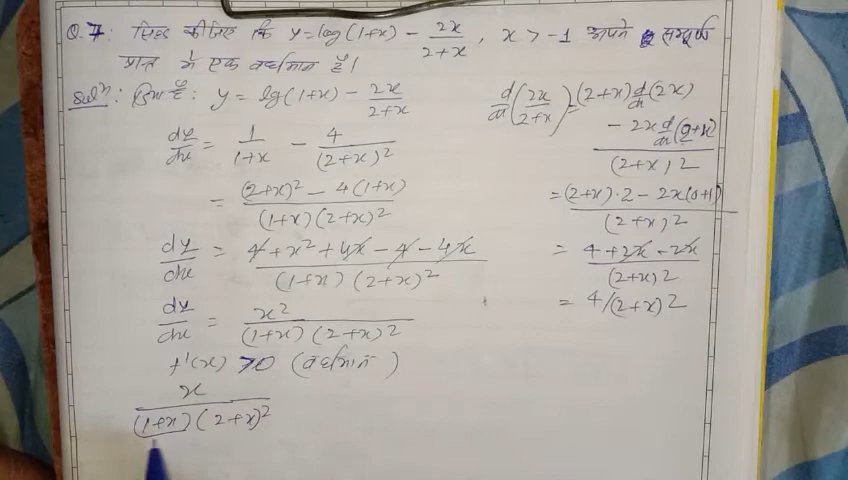 Q.7: सिद्ध कीजिए कि y=log(1+x) - 2x/2+x, x > -1 अपने सम्पूर्ण
प्रान्त में एक वर्धमान है।
Solⁿ: दिया है: y = log(1+x) - 2x/2+x
dy/dx = 1/1+x - 4/(2+x)²
= (2+x)² - 4(1+x)/(1+x)(2+x)²
dy/dx = 4+x²+4x-4-4x/(1+x)(2+x)²
dy/dx = x²/(1+x)(2+x)²
f'(x) >0 (वर्धमान)
x/(1+x)(2+x)²
d/dx(2x/2+x) = (2+x)d/dx(2x)
- 2x d/dx(2+x)
(2+x)2
= (2+x)·2 - 2x(0+1)/(2+x)2
= 4+2x-2x/(2+x)2
= 4/(2+x)2